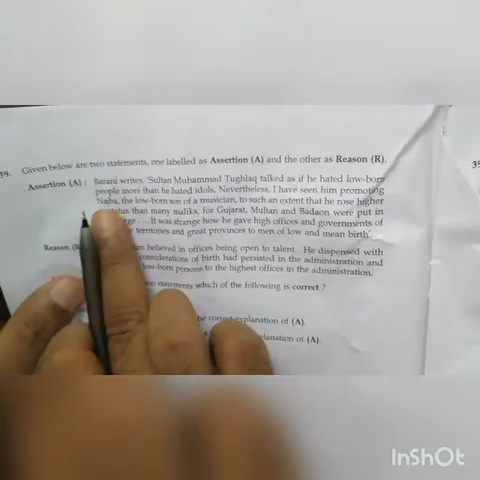 39. Given below are two statements, one labelled as Assertion (A) and the other as Reason (R).
35
Assertion (A) : Barani writes, 'Sultan Muhammad Tughlaq talked as if he hated low-born
people more than he hated idols. Nevertheless, I have seen him promoting
Najba, the low-born son of a musician, to such an extent that he rose higher
than many maliks, for Gujarat, Multan and Badaon were put in
.... It was strange how he gave high offices and governments of
territories and great provinces to men of low and mean birth'.
Reason believed in offices being open to talent. He dispensed with
considerations of birth had persisted in the administration and
low-born persons to the highest offices in the administration.
statements which of the following is correct ?
correct explanation of (A).
explanation of (A).
InShOt